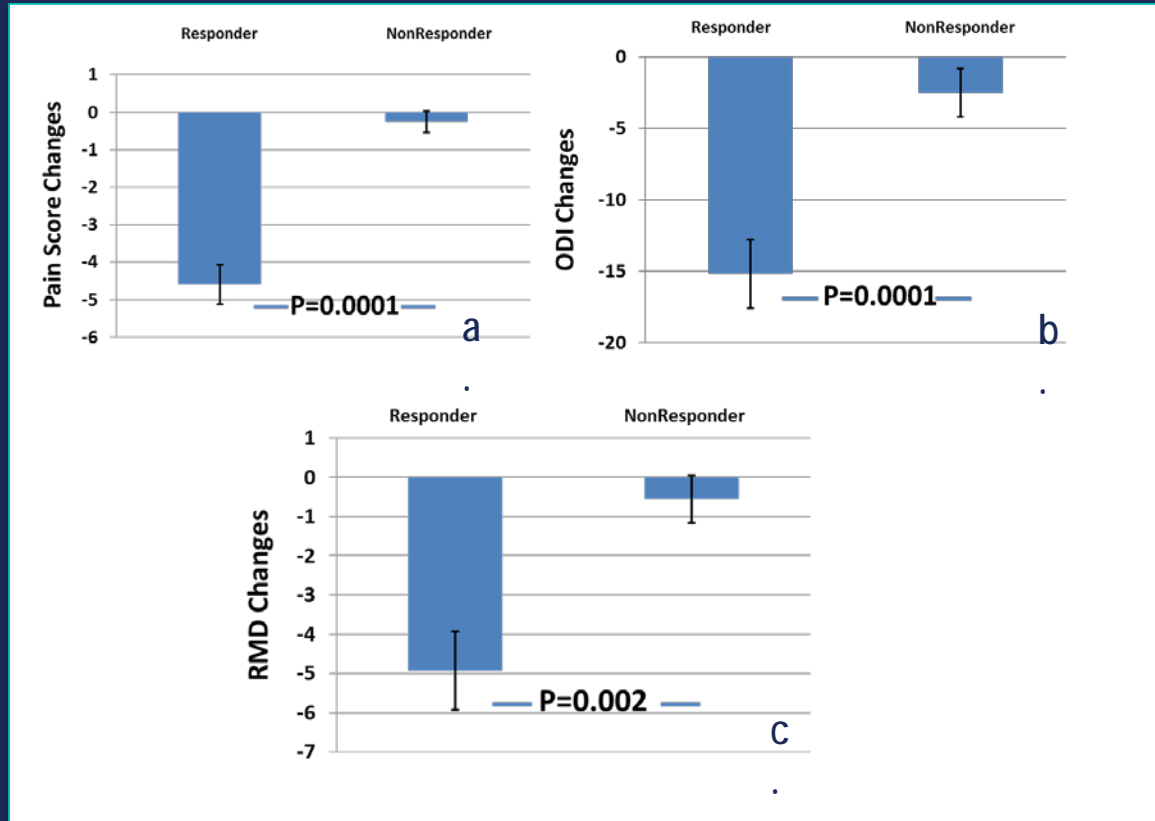 Responder NonResponder
Pain Score Changes
1
0
-1
-2
-3
-4
-5
-6
P=0.0001
a
.
Responder NonResponder
ODI Changes
0
-5
-10
-15
-20
P=0.0001
b
.
Responder NonResponder
RMD Changes
1
0
-1
-2
-3
-4
-5
-6
-7
P=0.002
c
.